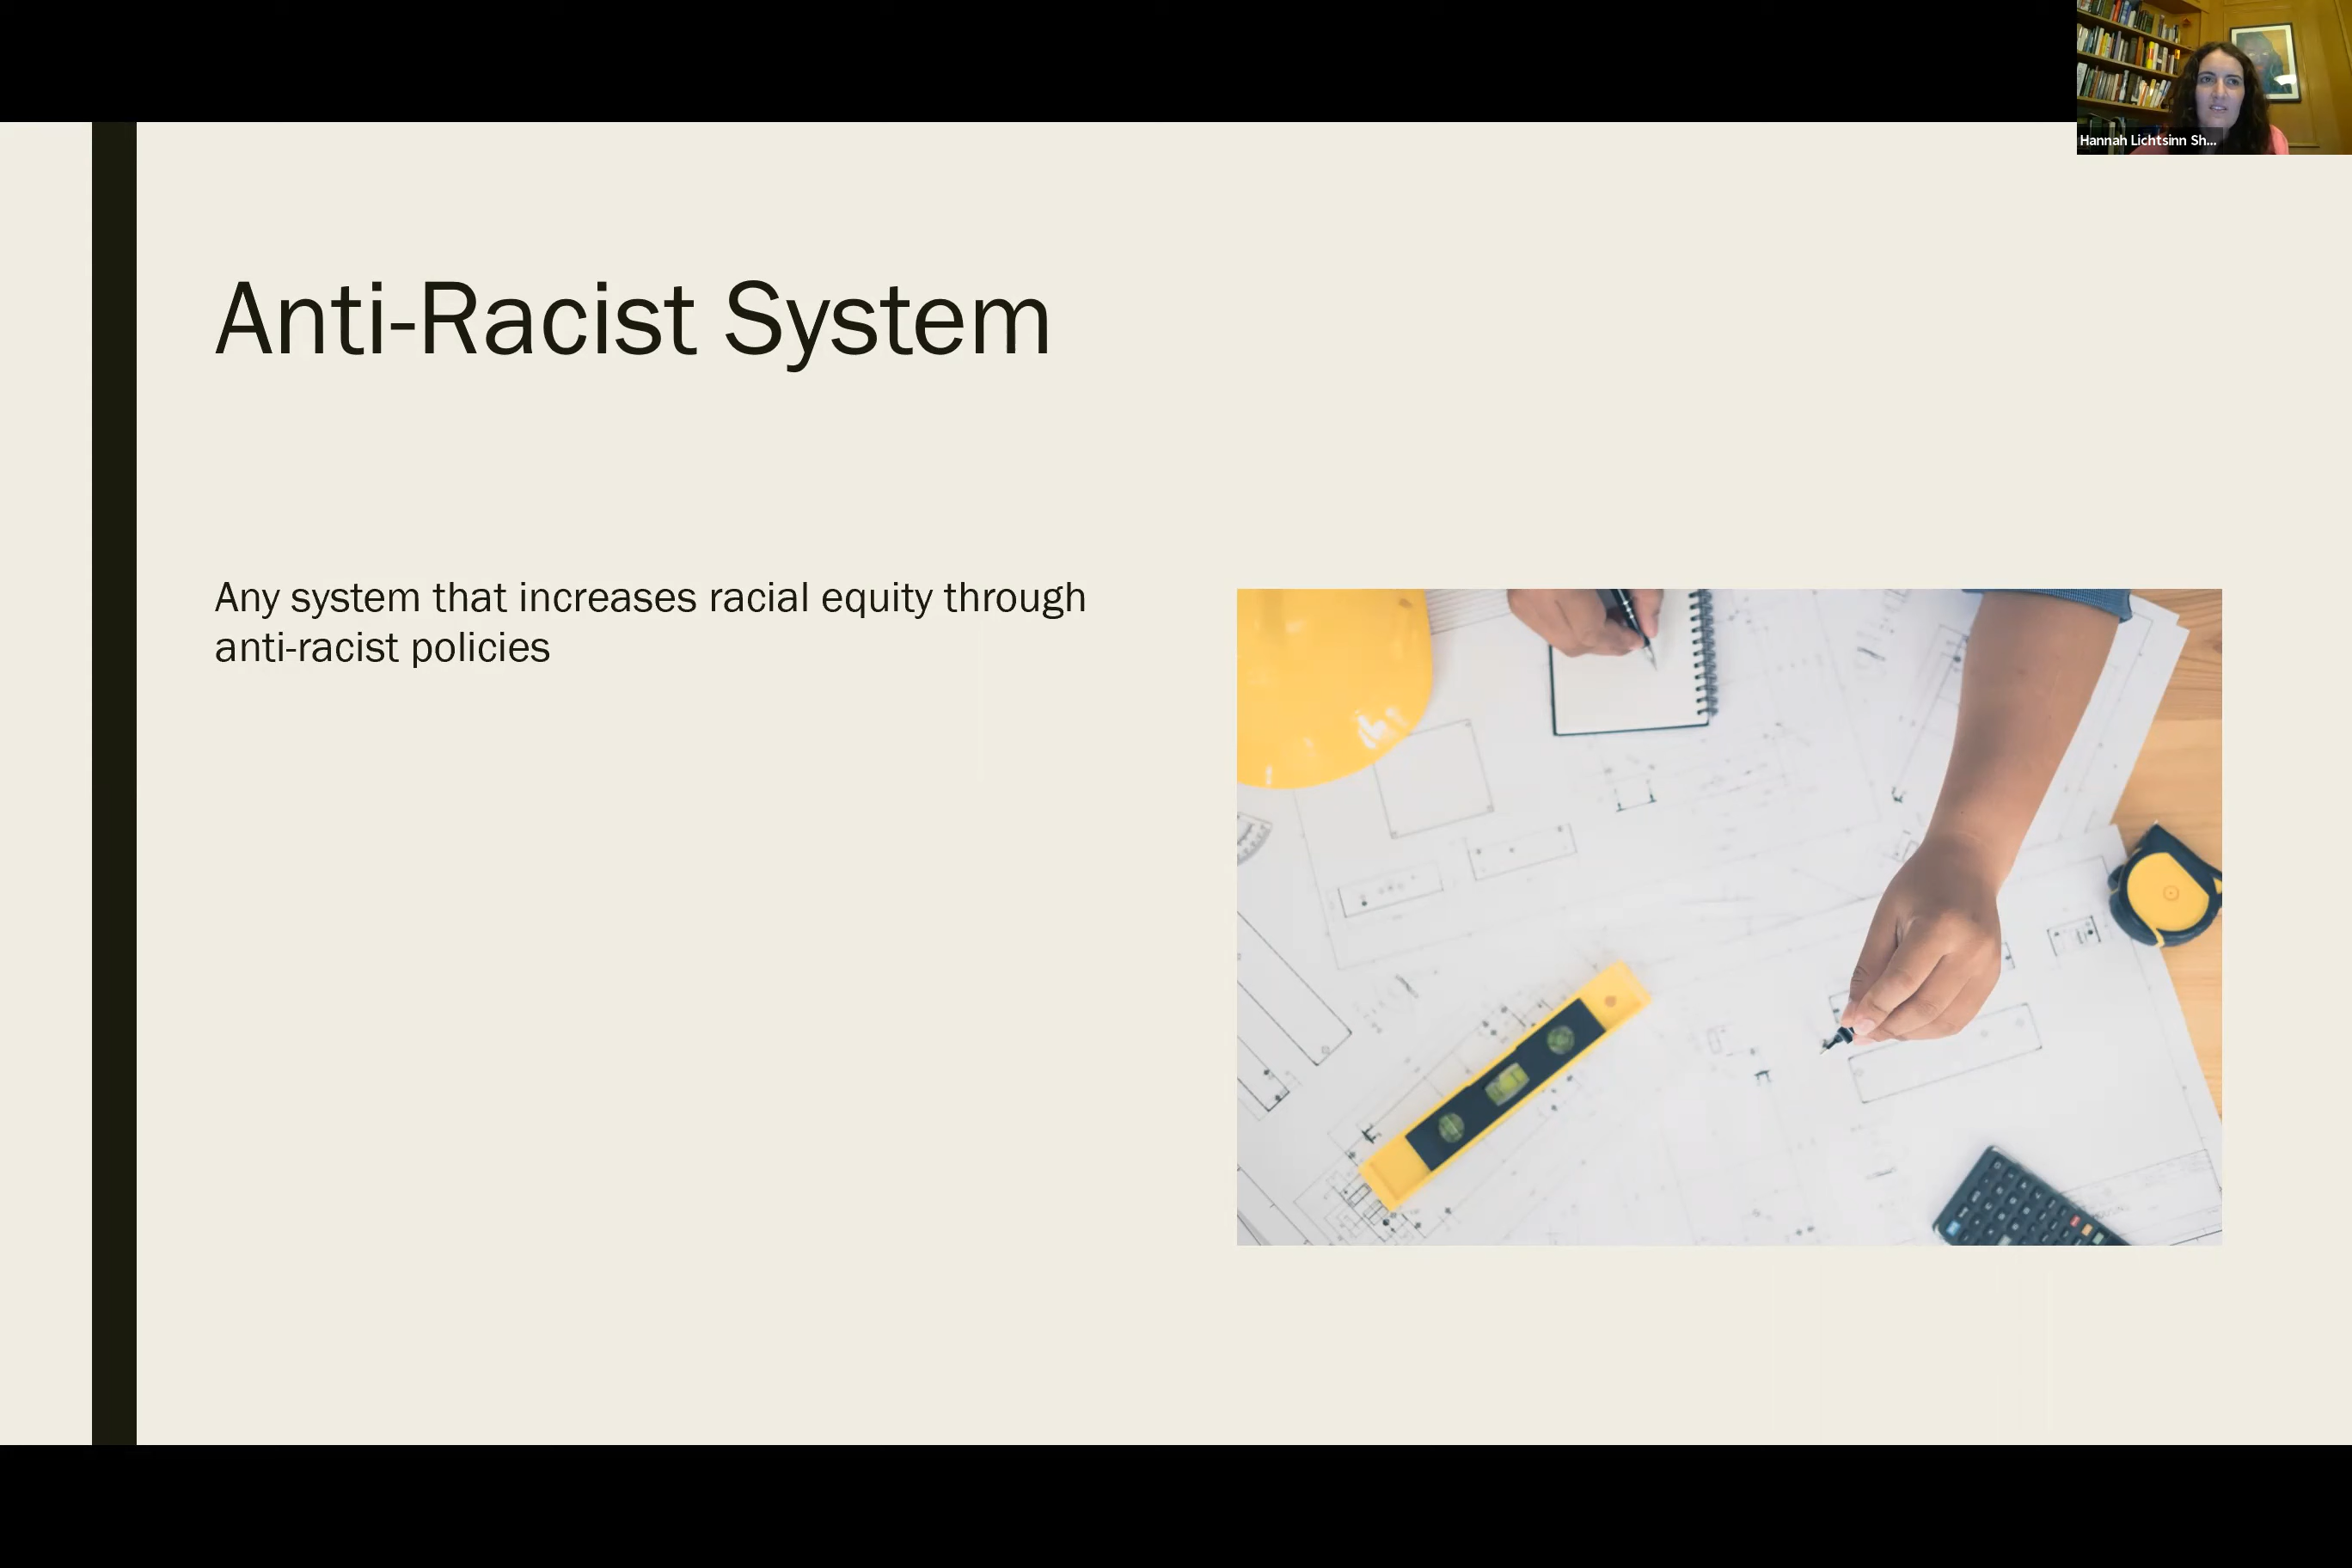 Hannah Lichtsinn Sh...
Anti-Racist System
Any system that increases racial equity through
anti-racist policies